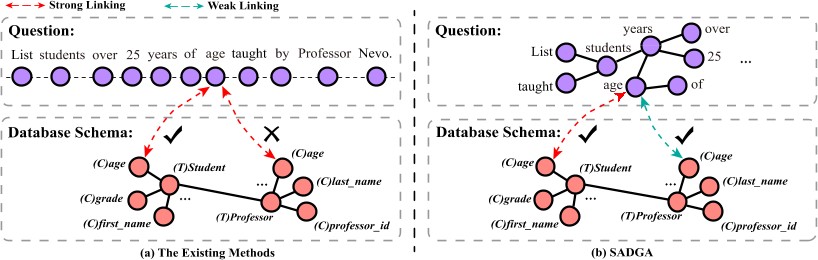 Strong Linking Weak Linking
Question:
List students over 25 years of age taught by Professor Nevo.
Database Schema:
(C)age
(T)Student
(C)age
(C)grade
...
...
(C)last_name
(C)first_name
(T)Professor
(C)professor_id
(a) The Existing Methods
Question:
years
over
List
students
25
...
taught
age
of
Database Schema:
(C)age
(T)Student
(C)age
(C)grade
...
...
(C)last_name
(C)first_name
(T)Professor
(C)professor_id
(b) SADGA